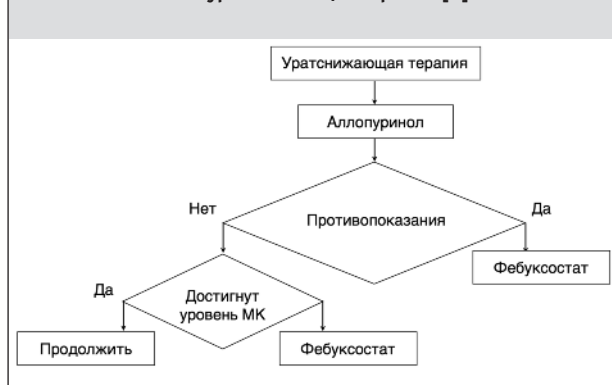 Уратснижающая терапия
Аллопуринол
Противопоказания
Нет
Да
Фебуксостат
Достигнут
уровень МК
Да
Продолжить
Фебуксостат